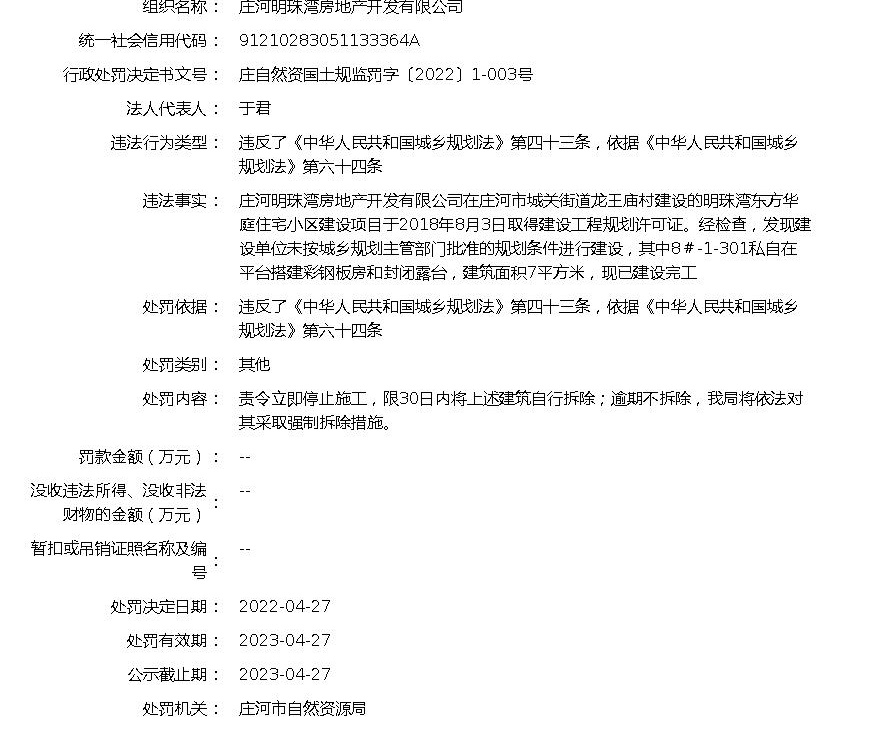 组织名称： 庄河明珠湾房地产开发有限公司
统一社会信用代码： 91210283051133364A
行政处罚决定书文号： 庄自然资国土规监罚字〔2022〕1-003号
法人代表人： 于君
违法行为类型： 违反了《中华人民共和国城乡规划法》第四十三条，依据《中华人民共和国城乡
规划法》第六十四条
违法事实： 庄河明珠湾房地产开发有限公司在庄河市城关街道龙王庙村建设的明珠湾东方华
庭住宅小区建设项目于2018年8月3日取得建设工程规划许可证。经检查，发现建
设单位未按城乡规划主管部门批准的规划条件进行建设，其中8＃-1-301私自在
平台搭建彩钢板房和封闭露台，建筑面积7平方米，现已建设完工
处罚依据： 违反了《中华人民共和国城乡规划法》第四十三条，依据《中华人民共和国城乡
规划法》第六十四条
处罚类别： 其他
处罚内容： 责令立即停止施工，限30日内将上述建筑自行拆除；逾期不拆除，我局将依法对
其采取强制拆除措施。
罚款金额（万元）： --
没收违法所得、没收非法
财物的金额（万元）： --
暂扣或吊销证照名称及编
号： --
处罚决定日期： 2022-04-27
处罚有效期： 2023-04-27
公示截止期： 2023-04-27
处罚机关： 庄河市自然资源局